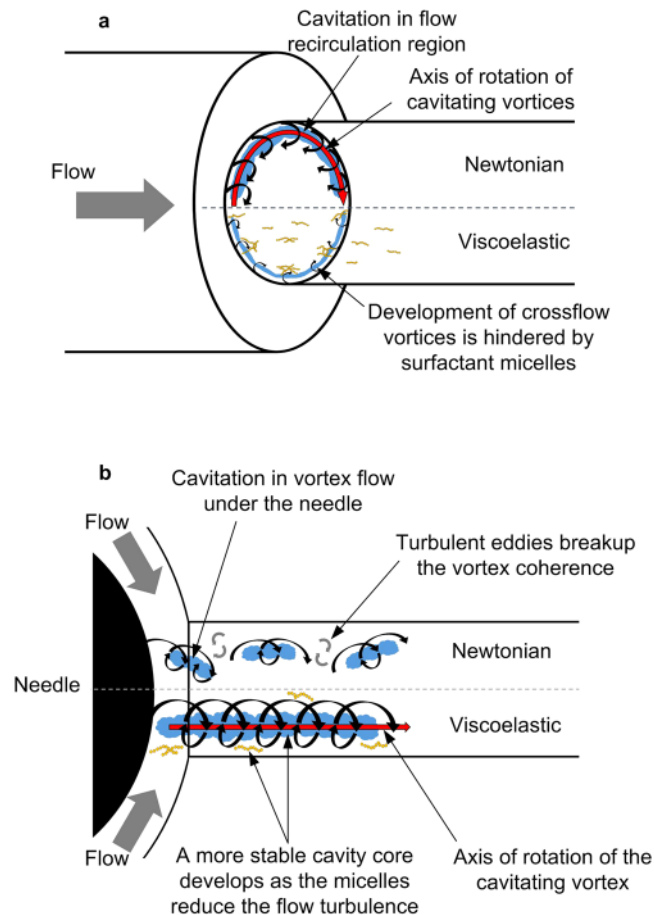 a
Cavitation in flow
recirculation region
Axis of rotation of
cavitating vortices
Flow
Newtonian
Viscoelastic
Development of crossflow
vortices is hindered by
surfactant micelles
b
Cavitation in vortex flow
under the needle
Flow
Turbulent eddies breakup
the vortex coherence
Newtonian
Needle
Viscoelastic
Flow
A more stable cavity core
develops as the micelles
reduce the flow turbulence
Axis of rotation of the
cavitating vortex